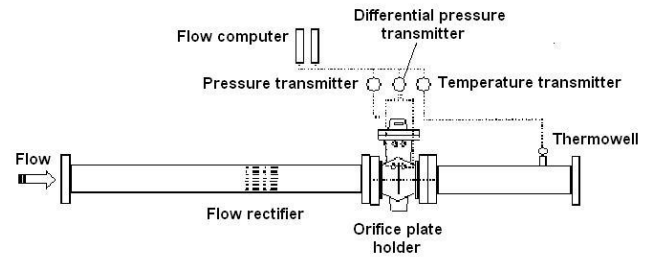 Differential pressure
transmitter
Flow computer
Pressure transmitter
Temperature transmitter
Thermowell
Flow
Flow rectifier
Orifice plate
holder